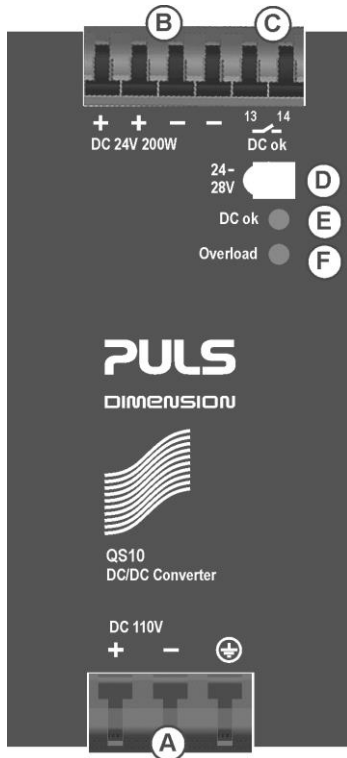 B C
+ + − − 13 14
DC 24V 200W DC ok
24–
28V D
DC ok E
Overload F
PULS
DIMENSION
QS10
DC/DC Converter
DC 110V
+ −
A